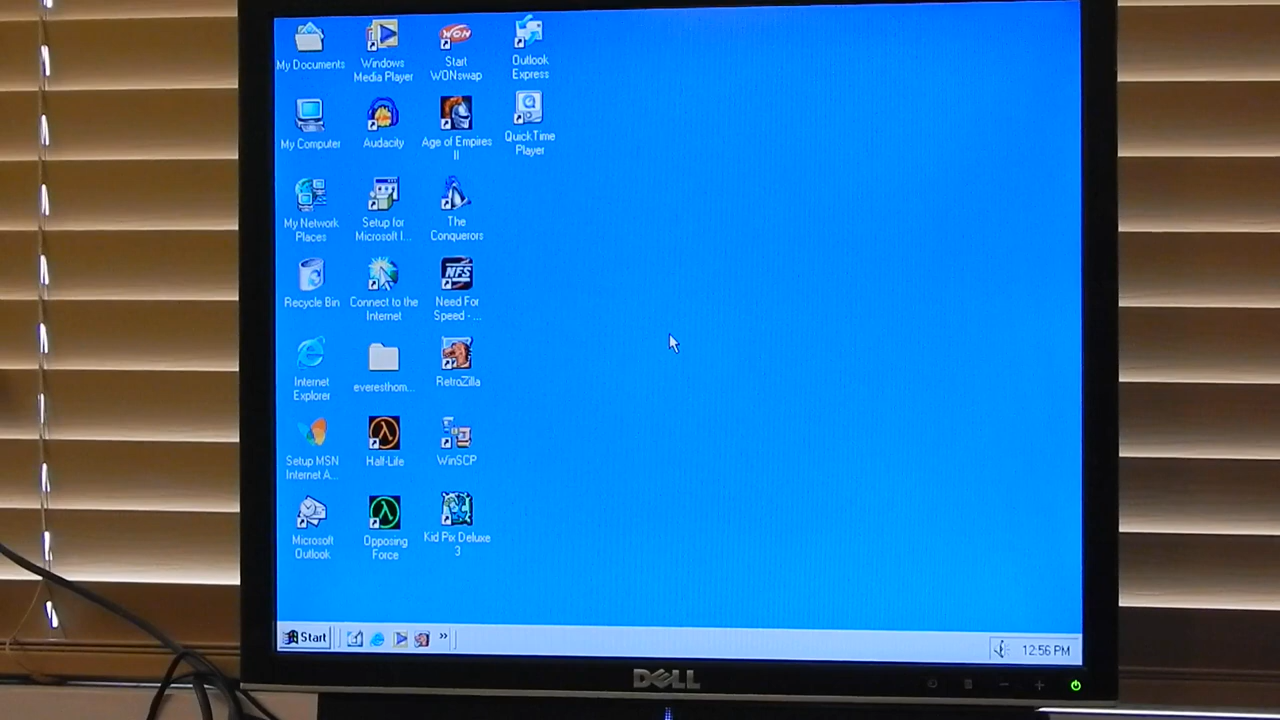 My Documents
Windows
Media Player
WON
Start
WONswap
Outlook
Express
My Computer
Audacity
Age of Empires
II
QuickTime
Player
My Network
Places
Setup for
Microsoft I...
The
Conquerors
Recycle Bin
Connect to the
Internet
NFS
Need For
Speed - ...
Internet
Explorer
everesthom...
RetroZilla
Setup MSN
Internet A...
Half-Life
WinSCP
Microsoft
Outlook
Opposing
Force
Kid Pix Deluxe
3
Start
12:56 PM
DELL